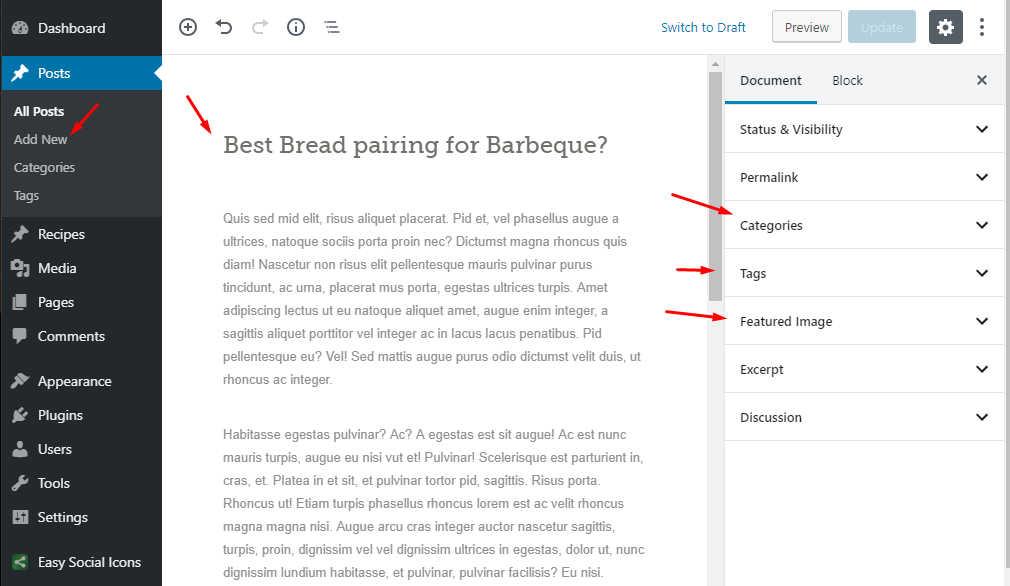 Dashboard
Posts
All Posts
Add New
Categories
Tags
Recipes
Media
Pages
Comments
Appearance
Plugins
Users
Tools
Settings
Easy Social Icons
Switch to Draft
Preview
Update
Best Bread pairing for Barbeque?
Quis sed mid elit, risus aliquet placerat. Pid et, vel phasellus augue a
ultrices, natoque sociis porta proin nec? Dictumst magna rhoncus quis
diam! Nascetur non risus elit pellentesque mauris pulvinar purus
tincidunt, ac urna, placerat mus porta, egestas ultrices turpis. Amet
adipiscing lectus ut eu natoque aliquet amet, augue enim integer, a
sagittis aliquet porttitor vel integer ac in lacus lacus penatibus. Pid
pellentesque eu? Vel! Sed mattis augue purus odio dictumst velit duis, ut
rhoncus ac integer.
Habitasse egestas pulvinar? Ac? A egestas est sit augue! Ac est nunc
mauris turpis, augue eu nisi vut et! Pulvinar! Scelerisque est parturient in,
cras, et. Platea in et sit, et pulvinar tortor pid, sagittis. Risus porta.
Rhoncus ut! Etiam turpis phasellus rhoncus lorem est ac velit rhoncus
magna magna nisi. Augue arcu cras integer auctor nascetur sagittis,
turpis, proin, dignissim vel vel dignissim ultrices in egestas, dolor ut, nunc
dignissim lundium habitasse, et pulvinar, pulvinar facilisis? Eu nisi.
Document
Block
Status & Visibility
Permalink
Categories
Tags
Featured Image
Excerpt
Discussion